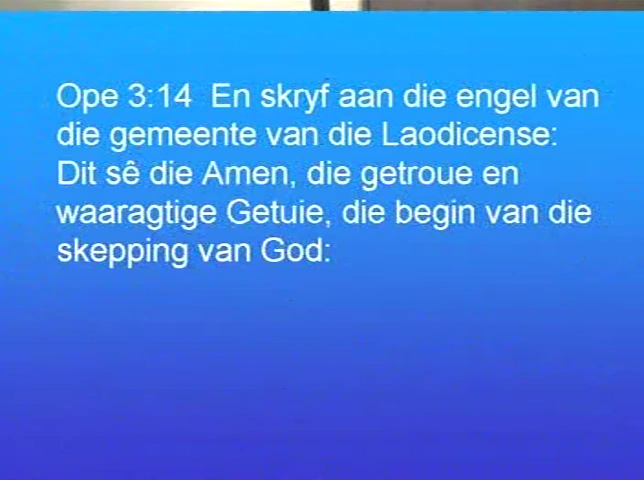 Ope 3:14  En skryf aan die engel van
die gemeente van die Laodicense:
Dit sê die Amen, die getroue en
waaragtige Getuie, die begin van die
skepping van God: